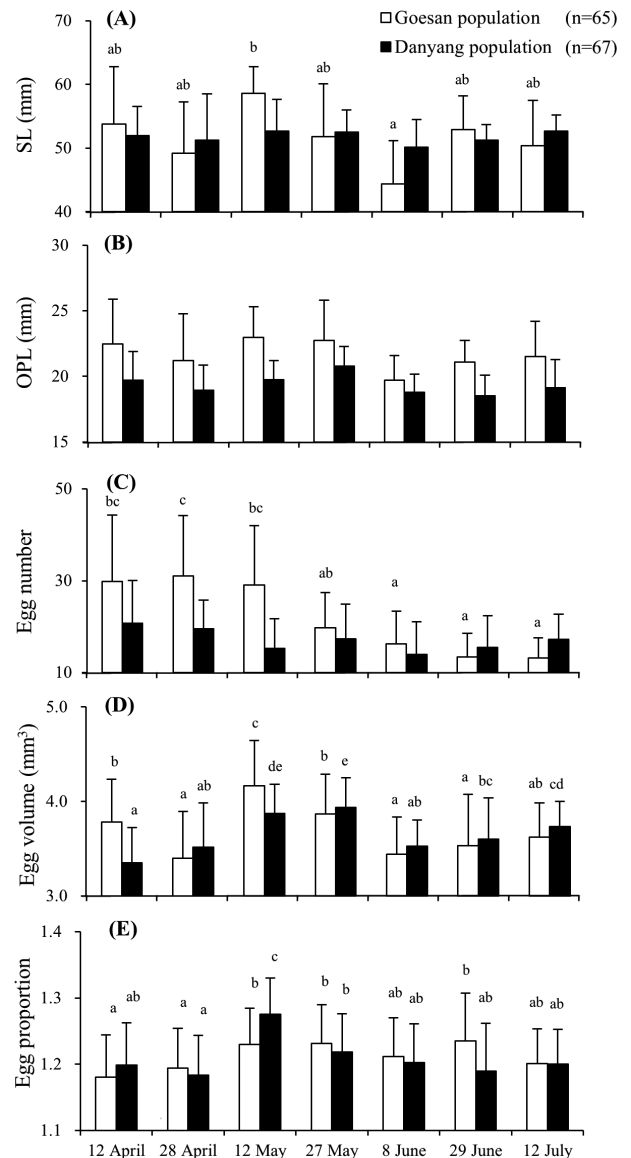 (A)
Goesan population (n=65)
Danyang population (n=67)
SL (mm)
70
60
50
40
ab
ab
b
ab
a
ab
ab
(B)
OPL (mm)
30
25
20
15
(C)
Egg number
50
30
10
bc
c
bc
ab
a
a
a
(D)
Egg volume (mm³)
5.0
4.0
3.0
b
a
a
ab
c
de
b
e
a
ab
a
bc
ab
cd
(E)
Egg proportion
1.4
1.3
1.2
1.1
a
ab
a
a
b
c
b
b
ab
ab
b
ab
ab
ab
12 April 28 April 12 May 27 May 8 June 29 June 12 July